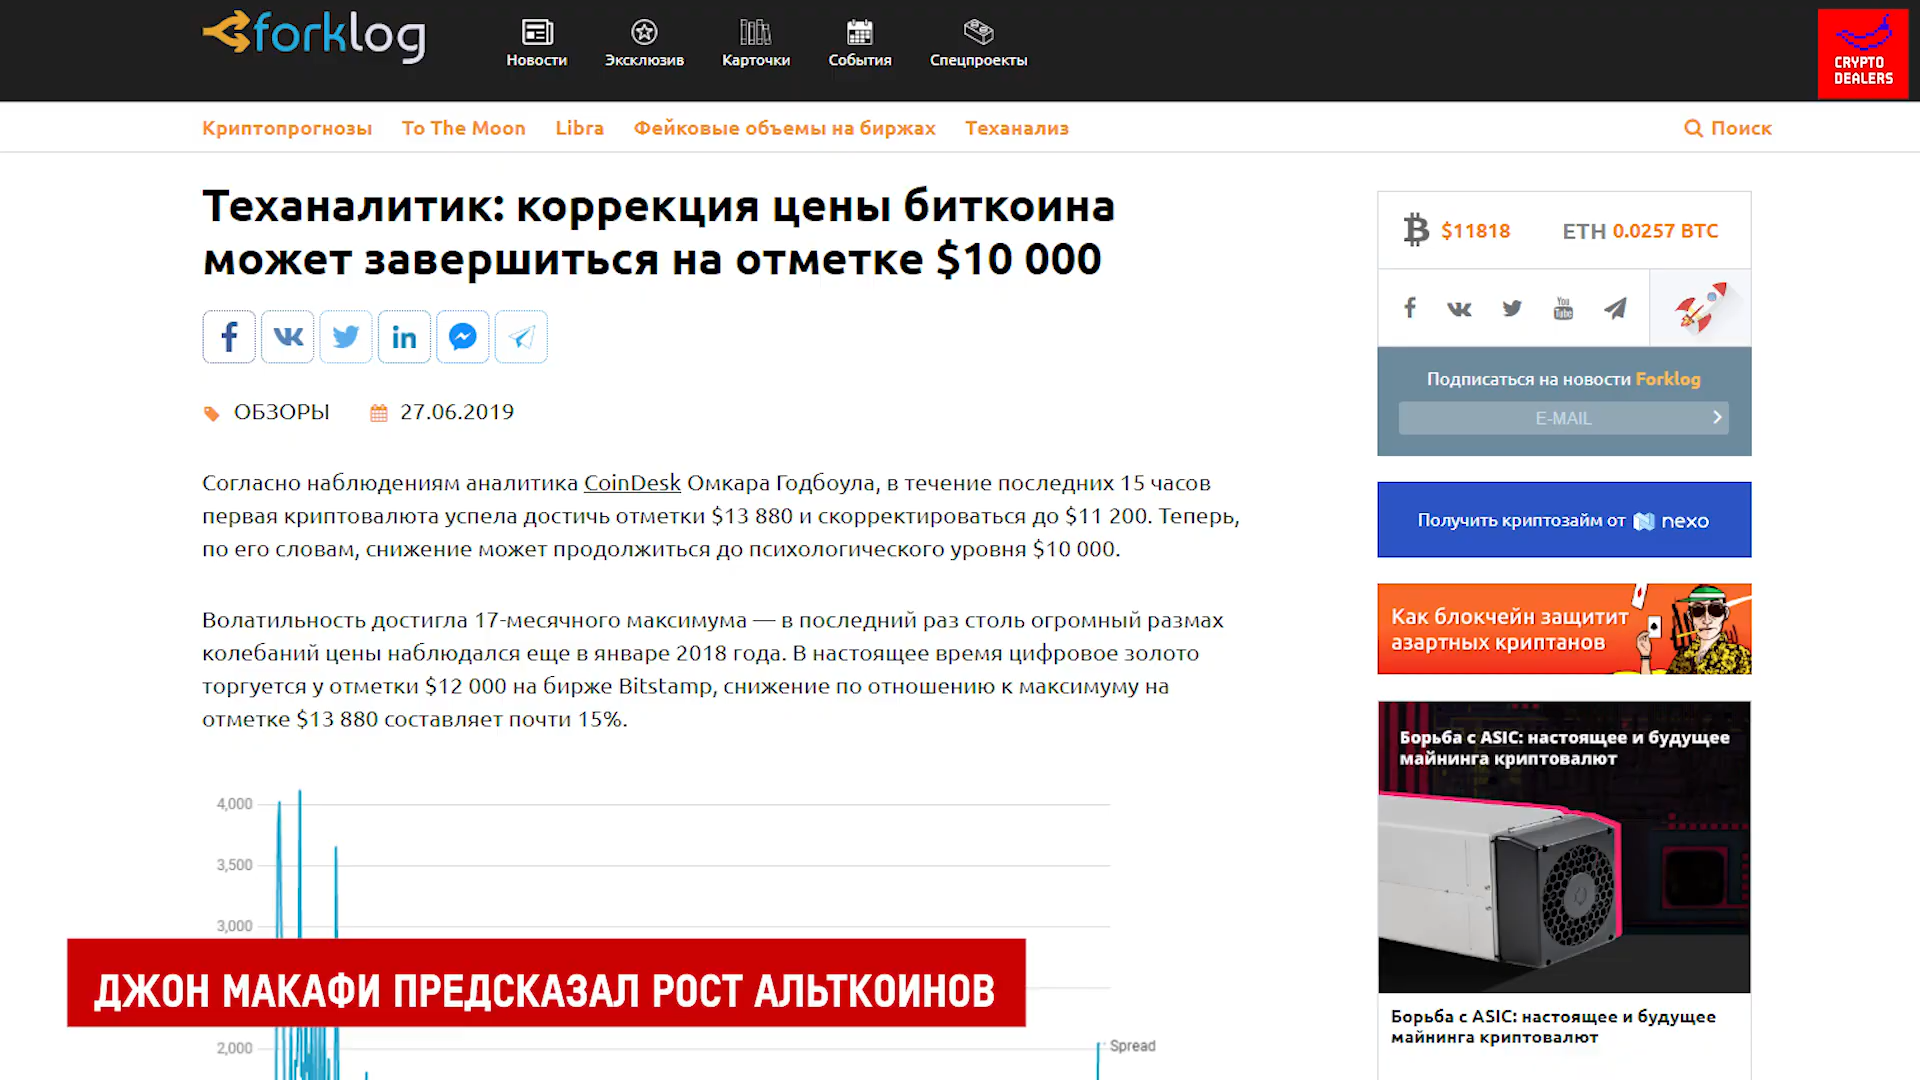 forklog
Новости
Эксклюзив
Карточки
События
Спецпроекты
CRYPTO
DEALERS
Криптопрогнозы
To The Moon
Libra
Фейковые объемы на биржах
Теханализ
Поиск
Теханалитик: коррекция цены биткоина
может завершиться на отметке $10 000
ОБЗОРЫ
27.06.2019
Согласно наблюдениям аналитика CoinDesk Омкара Годбоула, в течение последних 15 часов
первая криптовалюта успела достичь отметки $13 880 и скорректироваться до $11 200. Теперь,
по его словам, снижение может продолжиться до психологического уровня $10 000.
Волатильность достигла 17-месячного максимума — в последний раз столь огромный размах
колебаний цены наблюдался еще в январе 2018 года. В настоящее время цифровое золото
торгуется у отметки $12 000 на бирже Bitstamp, снижение по отношению к максимуму на
отметке $13 880 составляет почти 15%.
4,000
3,500
3,000
2,000
Spread
ДЖОН МАКАФИ ПРЕДСКАЗАЛ РОСТ АЛЬТКОИНОВ
$11818
ETH 0.0257 BTC
You
Tube
Подписаться на новости Forklog
E-MAIL
Получить криптозайм от nexo
Как блокчейн защитит
азартных криптанов
Борьба с ASIC: настоящее и будущее
майнинга криптовалют
Борьба с ASIC: настоящее и будущее
майнинга криптовалют